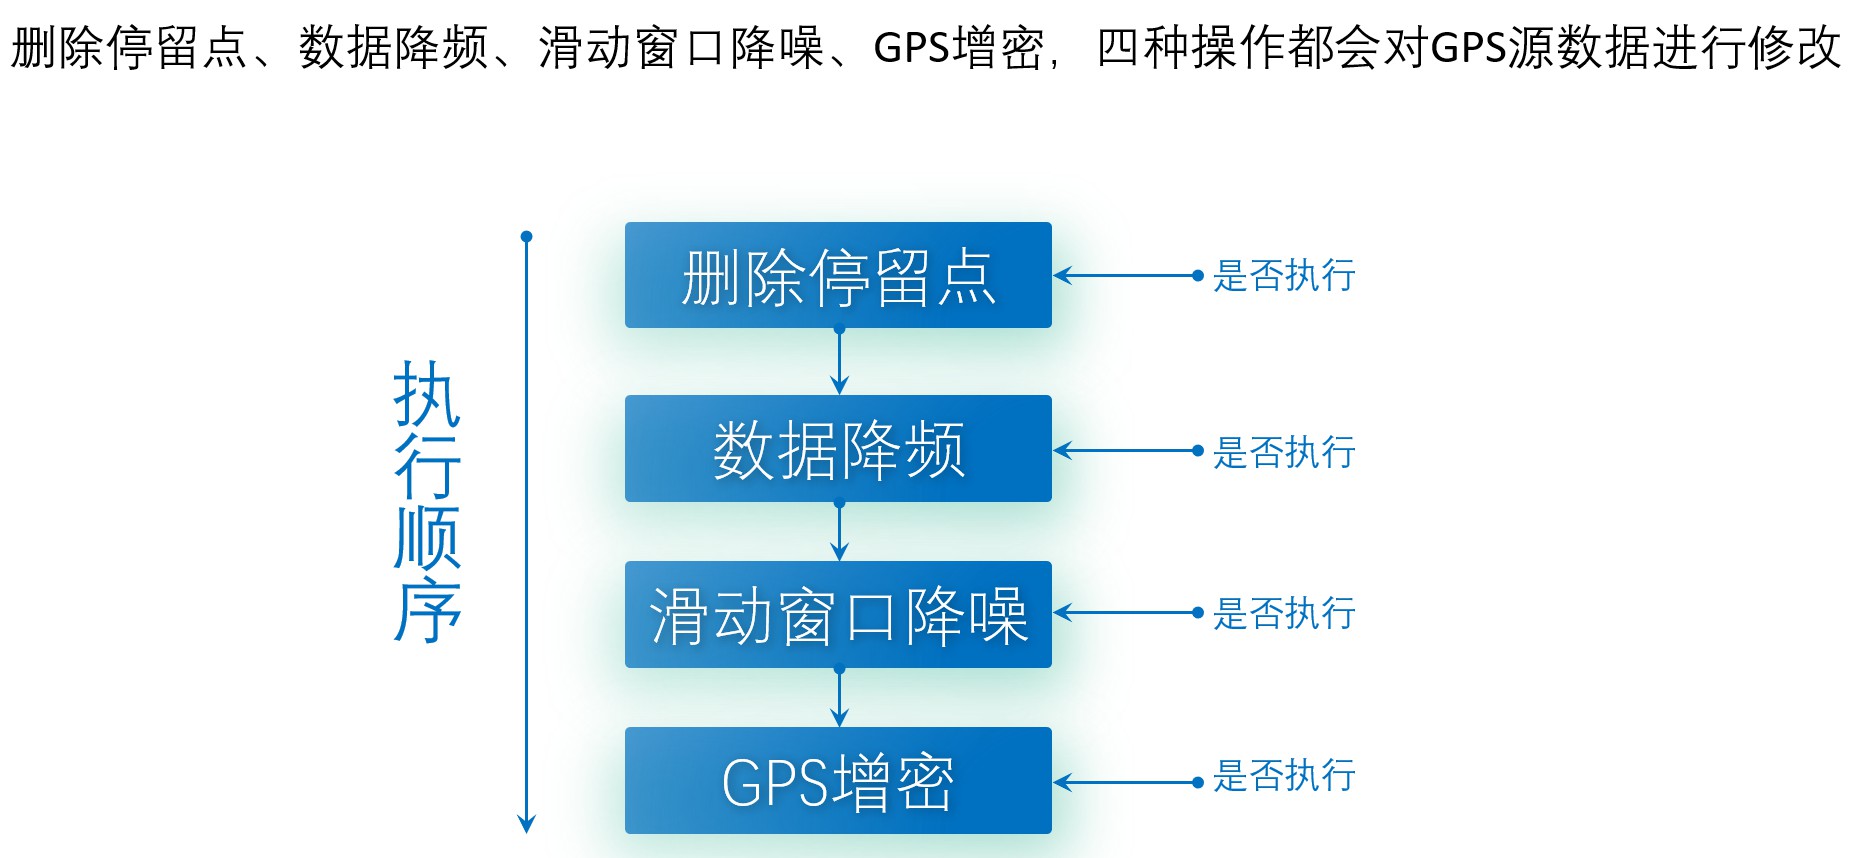 删除停留点、数据降频、滑动窗口降噪、GPS增密，四种操作都会对GPS源数据进行修改
执行顺序
删除停留点
是否执行
数据降频
是否执行
滑动窗口降噪
是否执行
GPS增密
是否执行